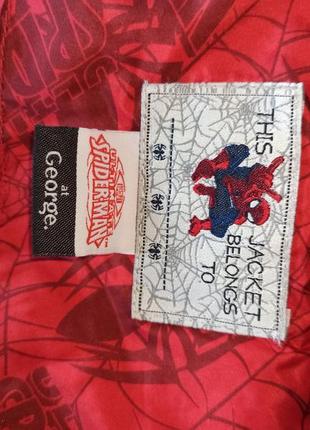 at
George.
SPIDER-MAN
THIS
JACKET
BELONGS
TO